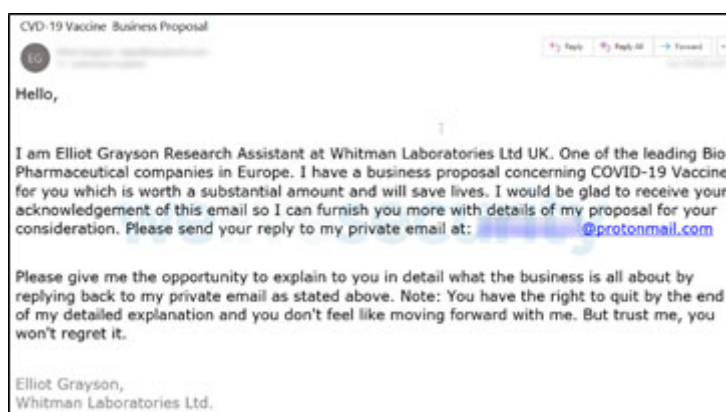 CVD-19 Vaccine Business Proposal
EG
Reply Reply All Forward
Hello,
I am Elliot Grayson Research Assistant at Whitman Laboratories Ltd UK. One of the leading Bio
Pharmaceutical companies in Europe. I have a business proposal concerning COVID-19 Vaccine
for you which is worth a substantial amount and will save lives. I would be glad to receive your
acknowledgement of this email so I can furnish you more with details of my proposal for your
consideration. Please send your reply to my private email at: @protonmail.com
Please give me the opportunity to explain to you in detail what the business is all about by
replying back to my private email as stated above. Note: You have the right to quit by the end
of my detailed explanation and you don't feel like moving forward with me. But trust me, you
won't regret it.
Elliot Grayson,
Whitman Laboratories Ltd.